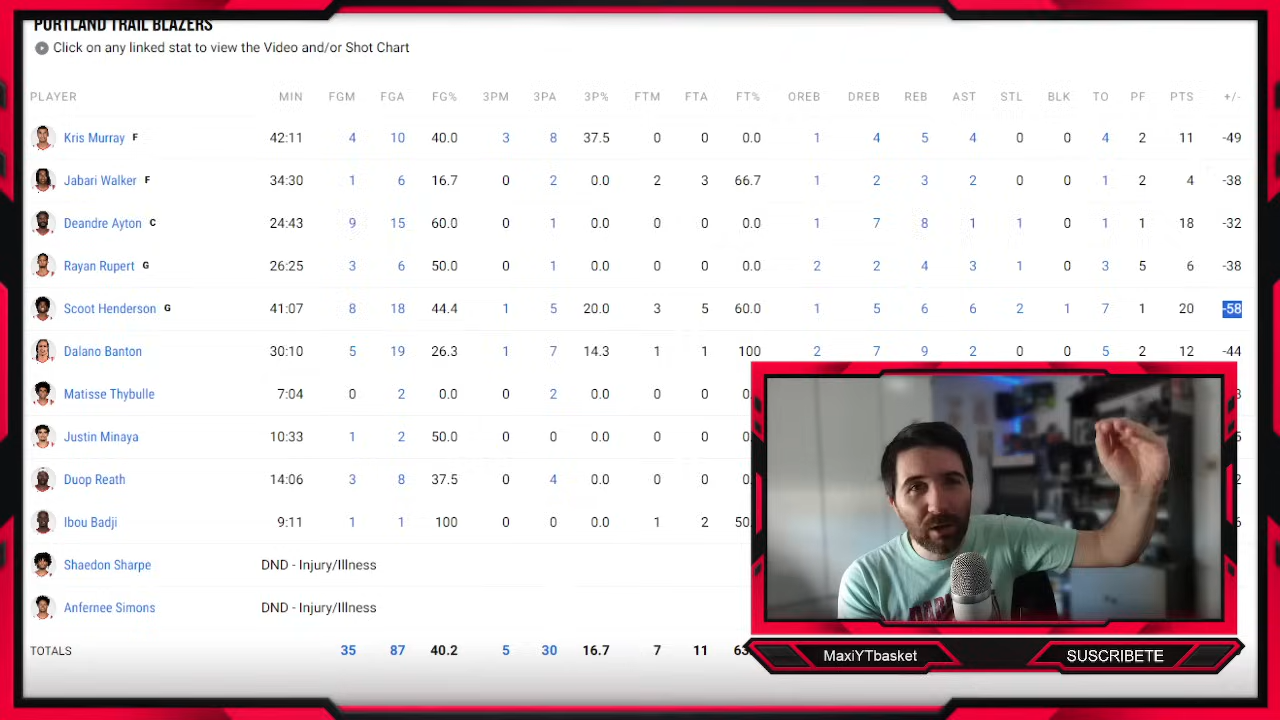 PORTLAND TRAIL BLAZERS
Click on any linked stat to view the Video and/or Shot Chart
PLAYER MIN FGM FGA FG% 3PM 3PA 3P% FTM FTA FT% OREB DREB REB AST STL BLK TO PF PTS +/-
Kris Murray F 42:11 4 10 40.0 3 8 37.5 0 0 0.0 1 4 5 4 0 0 4 2 11 -49
Jabari Walker F 34:30 1 6 16.7 0 2 0.0 2 3 66.7 1 2 3 2 0 0 1 2 4 -38
Deandre Ayton C 24:43 9 15 60.0 0 1 0.0 0 0 0.0 1 7 8 1 1 0 1 1 18 -32
Rayan Rupert G 26:25 3 6 50.0 0 1 0.0 0 0 0.0 2 2 4 3 1 0 3 5 6 -38
Scoot Henderson G 41:07 8 18 44.4 1 5 20.0 3 5 60.0 1 5 6 6 2 1 7 1 20 -58
Dalano Banton 30:10 5 19 26.3 1 7 14.3 1 1 100 2 7 9 2 0 0 5 2 12 -44
Matisse Thybulle 7:04 0 2 0.0 0 2 0.0 0 0
Justin Minaya 10:33 1 2 50.0 0 0 0.0 0 0
Duop Reath 14:06 3 8 37.5 0 4 0.0 0 0
Ibou Badji 9:11 1 1 100 0 0 0.0 1 2
Shaedon Sharpe DND - Injury/Illness
Anfernee Simons DND - Injury/Illness
TOTALS 35 87 40.2 5 30 16.7 7 11
MaxiYTbasket
SUSCRIBETE